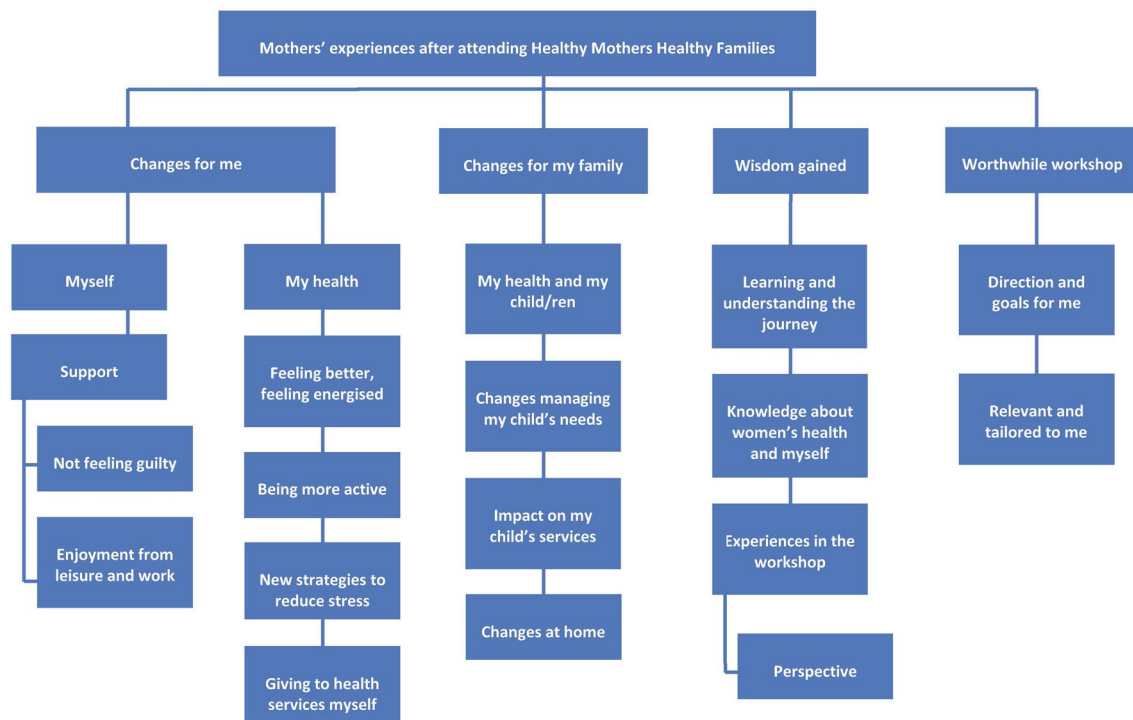 Mothers’ experiences after attending Healthy Mothers Healthy Families
Changes for me
Changes for my family
Wisdom gained
Worthwhile workshop
Myself
Support
Not feeling guilty
Enjoyment from
leisure and work
My health
Feeling better,
feeling energised
Being more active
New strategies to
reduce stress
Giving to health
services myself
My health and my
child/ren
Changes managing
my child’s needs
Impact on my
child’s services
Changes at home
Learning and
understanding the
journey
Knowledge about
women’s health
and myself
Experiences in the
workshop
Perspective
Direction and
goals for me
Relevant and
tailored to me